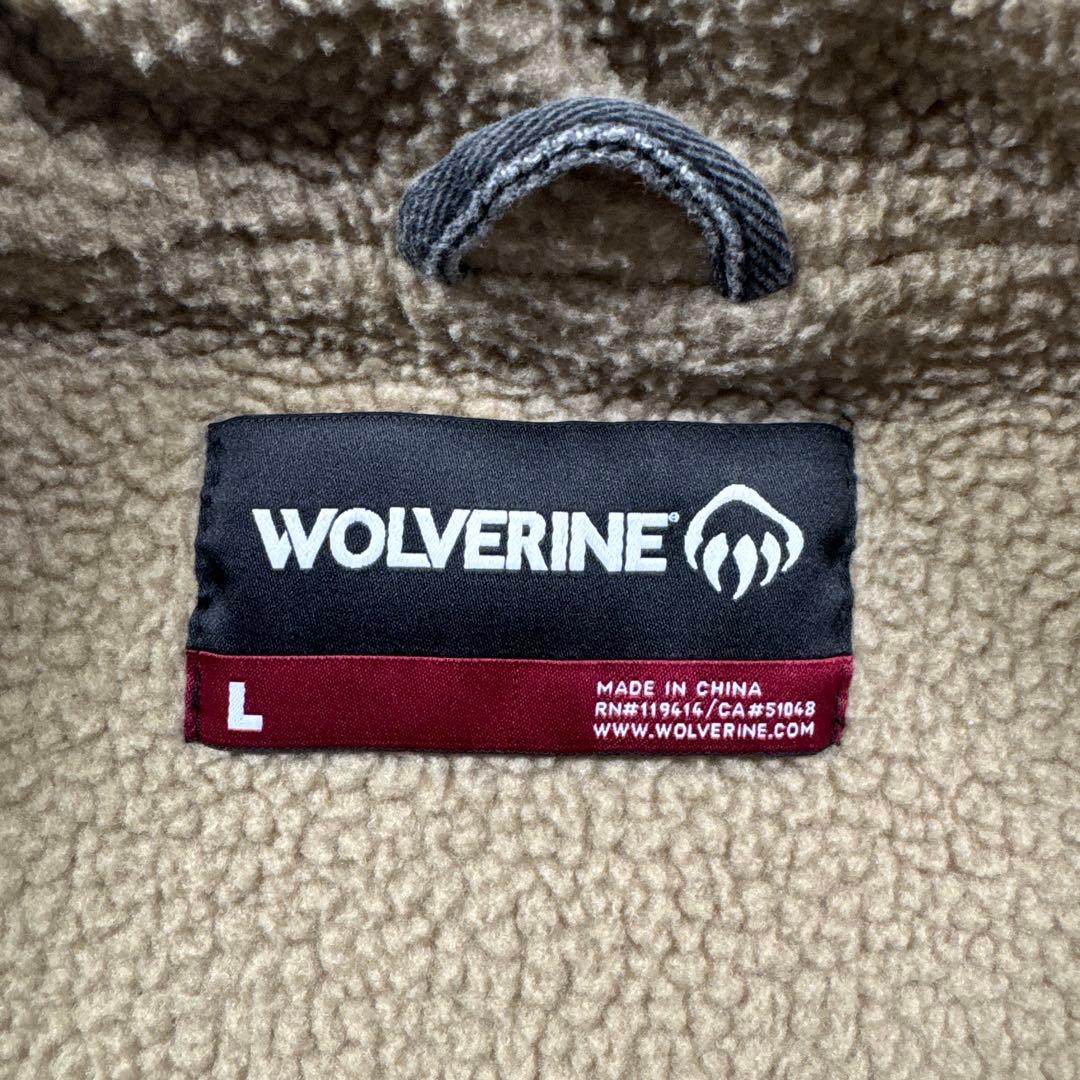 WOLVERINE®
L
MADE IN CHINA
RN#119414/CA#51048
WWW.WOLVERINE.COM